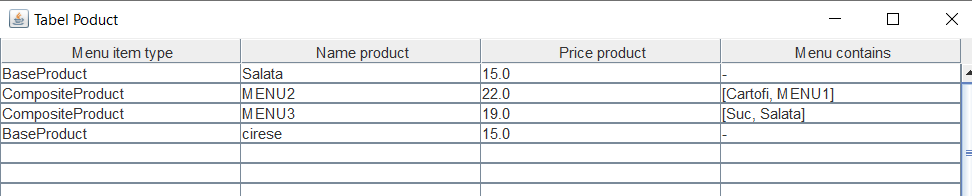 Tabel Poduct
Menu item type Name product Price product Menu contains
BaseProduct Salata 15.0 -
CompositeProduct MENU2 22.0 [Cartofi, MENU1]
CompositeProduct MENU3 19.0 [Suc, Salata]
BaseProduct cirese 15.0 -